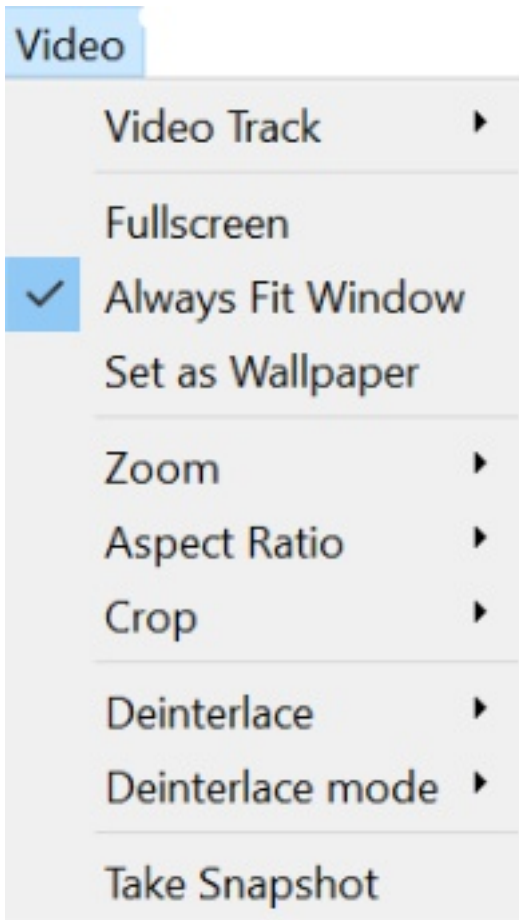 Video
Video Track
Fullscreen
Always Fit Window
Set as Wallpaper
Zoom
Aspect Ratio
Crop
Deinterlace
Deinterlace mode
Take Snapshot